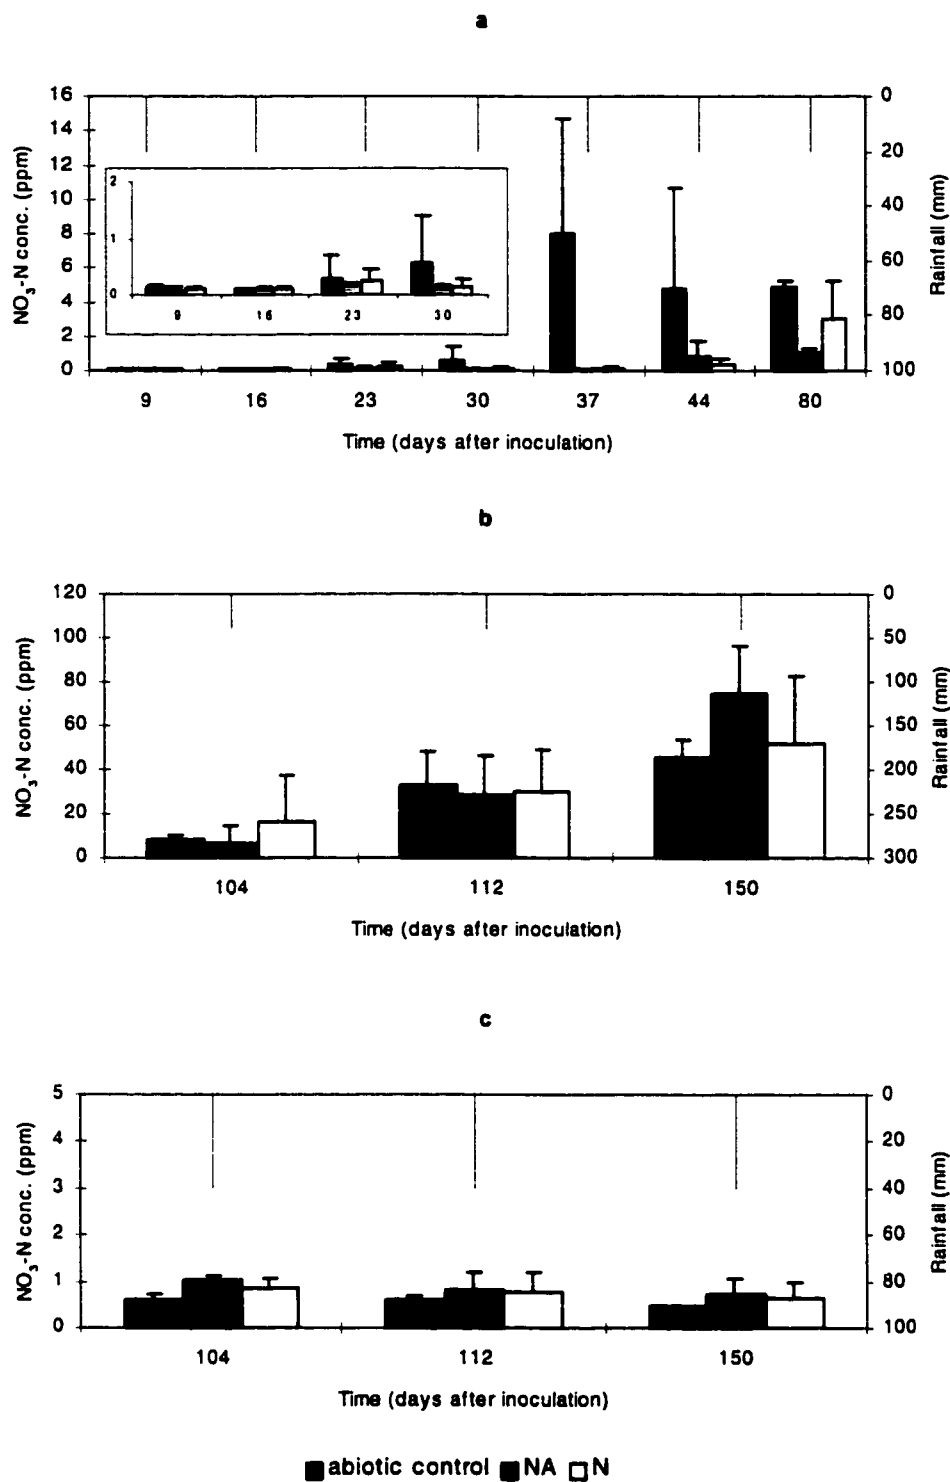 a
16
14
12
10
8
6
4
2
0
NO3-N conc. (ppm)
0
20
40
60
80
100
Rainfall (mm)
2
1
0
9 16 23 30
9 16 23 30 37 44 80
Time (days after inoculation)
b
120
100
80
60
40
20
0
NO3-N conc. (ppm)
0
50
100
150
200
250
300
Rainfall (mm)
104 112 150
Time (days after inoculation)
c
5
4
3
2
1
0
NO3-N conc. (ppm)
0
20
40
60
80
100
Rainfall (mm)
104 112 150
Time (days after inoculation)
abiotic control NA N